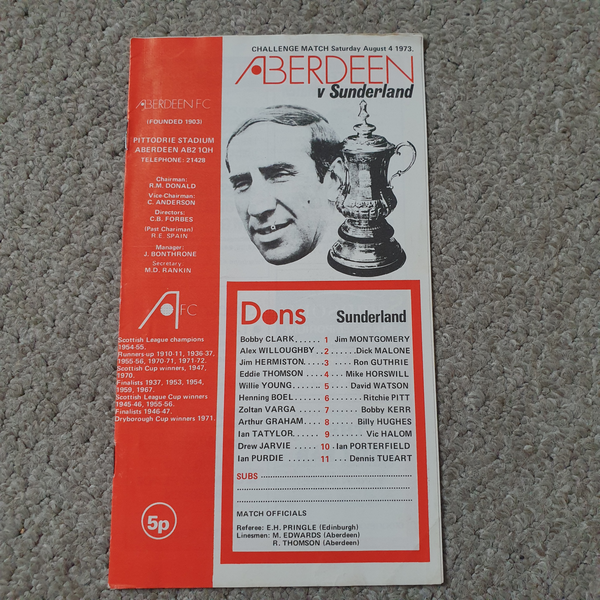 CHALLENGE MATCH Saturday August 4 1973.
ABERDEEN
v Sunderland
ABERDEEN FC
(FOUNDED 1903)
PITTODRIE STADIUM
ABERDEEN AB2 1QH
TELEPHONE: 21428
Chairman:
R.M. DONALD
Vice-Chairman:
C. ANDERSON
Directors:
C.B. FORBES
(Past Chariman)
R.E. SPAIN
Manager:
J. BONTHRONE
Secretary
M.D. RANKIN
AFC
Scottish League champions
1954-55.
Runners-up 1910-11, 1936-37,
1955-56, 1970-71, 1971-72.
Scottish Cup winners, 1947,
1970.
Finalists 1937, 1953, 1954,
1959, 1967.
Scottish League Cup winners
1945-46, 1955-56.
Finalists 1946-47.
Dryborough Cup winners 1971.
5p
Dons Sunderland
Bobby CLARK...... 1 Jim MONTGOMERY
Alex WILLOUGHBY..2......Dick MALONE
Jim HERMISTON....3.... Ron GUTHRIE
Eddie THOMSON ....4.... Mike HORSWILL
Willie YOUNG...... 5...... David WATSON
Henning BOEL...... 6...... Ritchie PITT
Zoltan VARGA ..... 7...... Bobby KERR
Arthur GRAHAM.... 8.... Billy HUGHES
Ian TATYLOR...... 9...... Vic HALOM
Drew JARVIE ..... 10. Ian PORTERFIELD
Ian PURDIE ...... 11 ... Dennis TUEART
SUBS
MATCH OFFICIALS
Referee: E.H. PRINGLE (Edinburgh)
Linesmen: M. EDWARDS (Aberdeen)
R. THOMSON (Aberdeen)